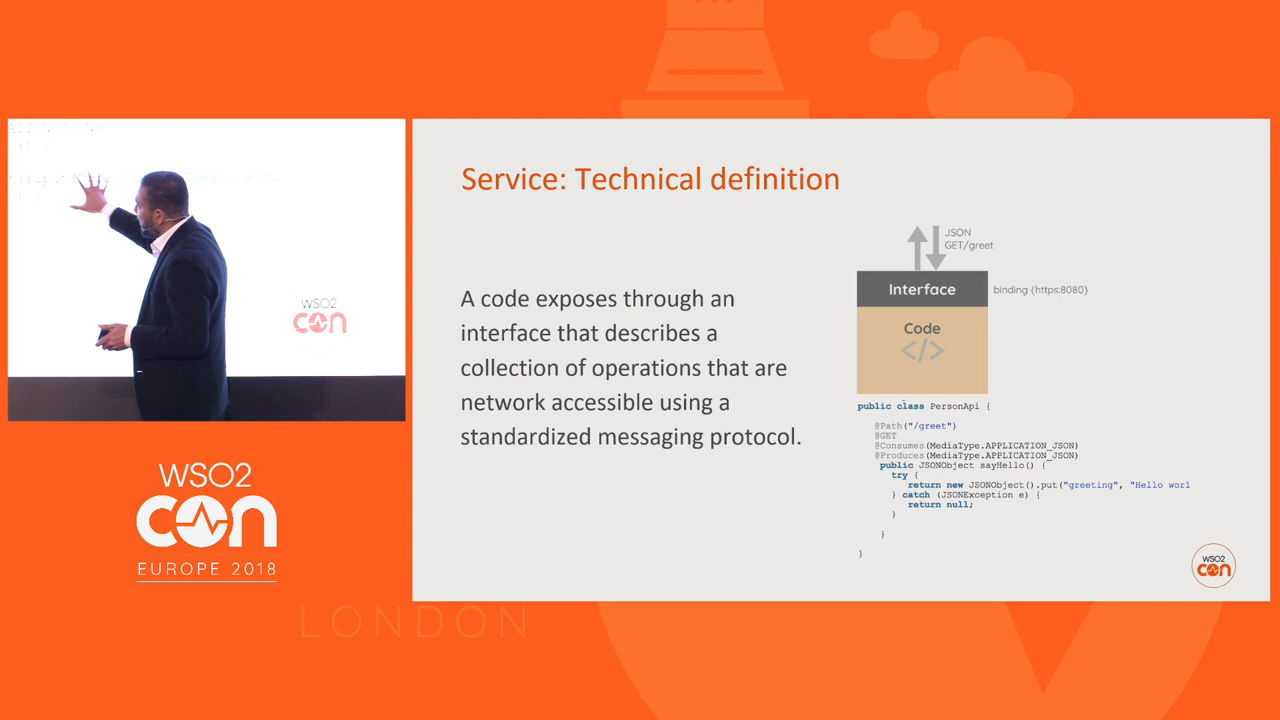 Service: Technical definition
A code exposes through an
interface that describes a
collection of operations that are
network accessible using a
standardized messaging protocol.
JSON
GET/greet
Interface
binding {https:8080}
Code
</>
public class PersonApi {
@Path("/greet")
@GET
@Consumes(MediaType.APPLICATION_JSON)
@Produces(MediaType.APPLICATION_JSON)
public JSONObject sayHello() {
try {
return new JSONObject().put("greeting", "Hello worl
} catch (JSONException e) {
return null;
}
}
}
WSO2
con
WSO2
con
WSO2
con
EUROPE 2018
LONDON